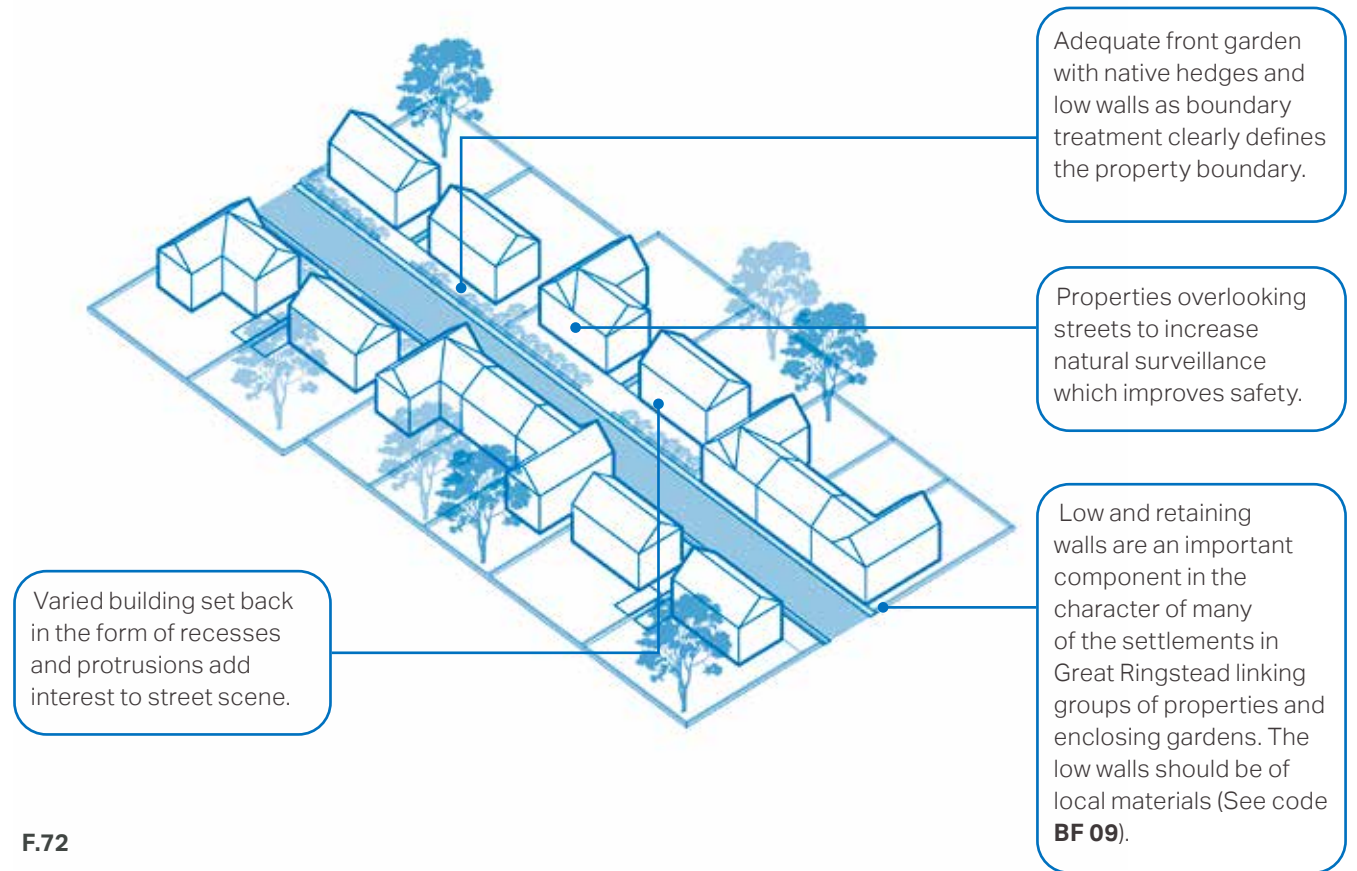 Adequate front garden
with native hedges and
low walls as boundary
treatment clearly defines
the property boundary.
Properties overlooking
streets to increase
natural surveillance
which improves safety.
Low and retaining
walls are an important
component in the
character of many
of the settlements in
Great Ringstead linking
groups of properties and
enclosing gardens. The
low walls should be of
local materials (See code
BF 09).
Varied building set back
in the form of recesses
and protrusions add
interest to street scene.
F.72